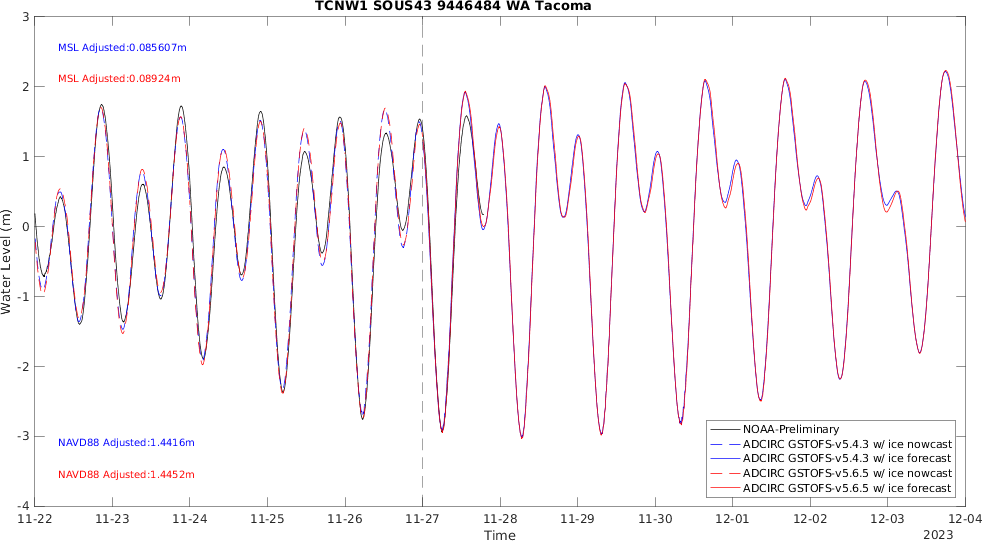 TCNW1 SOUS43 9446484 WA Tacoma
3
MSL Adjusted:0.085607m
MSL Adjusted:0.08924m
2
1
0
Water Level (m)
-1
-2
-3
-4
NAVD88 Adjusted:1.4416m
NAVD88 Adjusted:1.4452m
NOAA-Preliminary
ADCIRC GSTOFS-v5.4.3 w/ ice nowcast
ADCIRC GSTOFS-v5.4.3 w/ ice forecast
ADCIRC GSTOFS-v5.6.5 w/ ice nowcast
ADCIRC GSTOFS-v5.6.5 w/ ice forecast
11-22 11-23 11-24 11-25 11-26 11-27 11-28 11-29 11-30 12-01 12-02 12-03 12-04
Time
2023